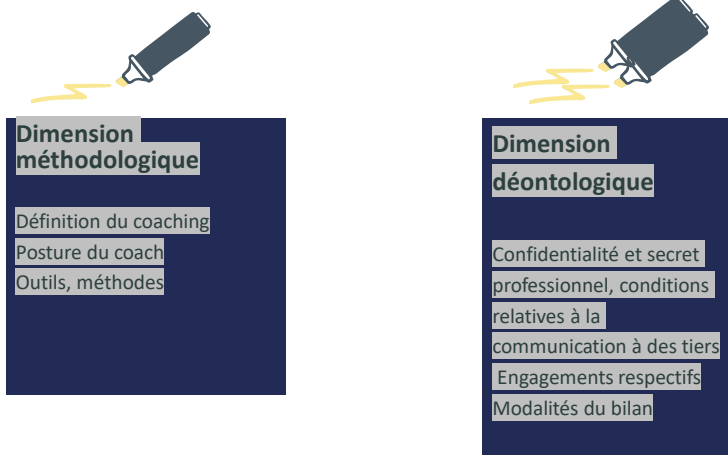 Dimension
méthodologique
Définition du coaching
Posture du coach
Outils, méthodes
Dimension
déontologique
Confidentialité et secret
professionnel, conditions
relatives à la
communication à des tiers
Engagements respectifs
Modalités du bilan